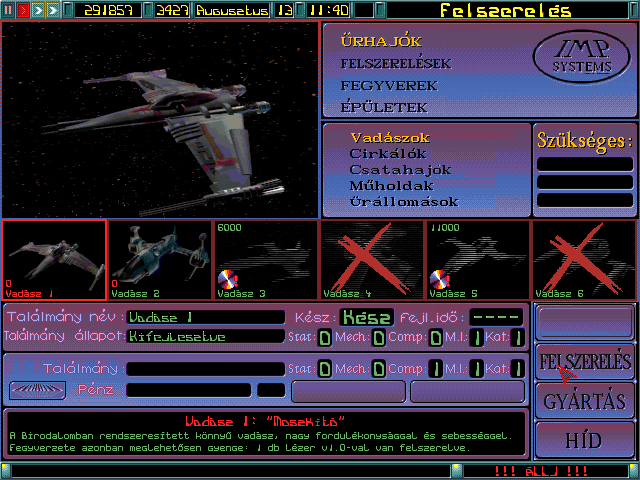 291857 3427 Augusztus 13 11:40 Felszerelés
ŰRHAJÓK
FELSZERELÉSEK
FEGYVEREK
ÉPÜLETEK
IMP
SYSTEMS
Vadászok
Cirkálók
Csatahajók
Műholdak
Űrállomások
Szükséges:
0
Vadász 1
0
Vadász 2
6000
Vadász 3
Vadász 4
11000
Vadász 5
Vadász 6
Találmány név: Vadász 1 Kész: Kész fejl.idő: ----
Találmány állapot: Kifejlesztve Stat: 0 Mech: 0 Comp: 0 M.I.: 1 Kat: 1
Találmány: Stat: 0 Mech: 0 Comp: 1 M.I.: 1 Kat: 1
Pénz
FELSZERELÉS
GYÁRTÁS
HÍD
Vadász 1: "Moszkító"
A Birodalomban rendszeresített könnyű vadász, nagy fordulékonysággal és sebességgel.
Fegyverzete azonban meglehetősen gyenge: 1 db lézer v1.0-val van felszerelve.
!!! ÁLLJ !!!